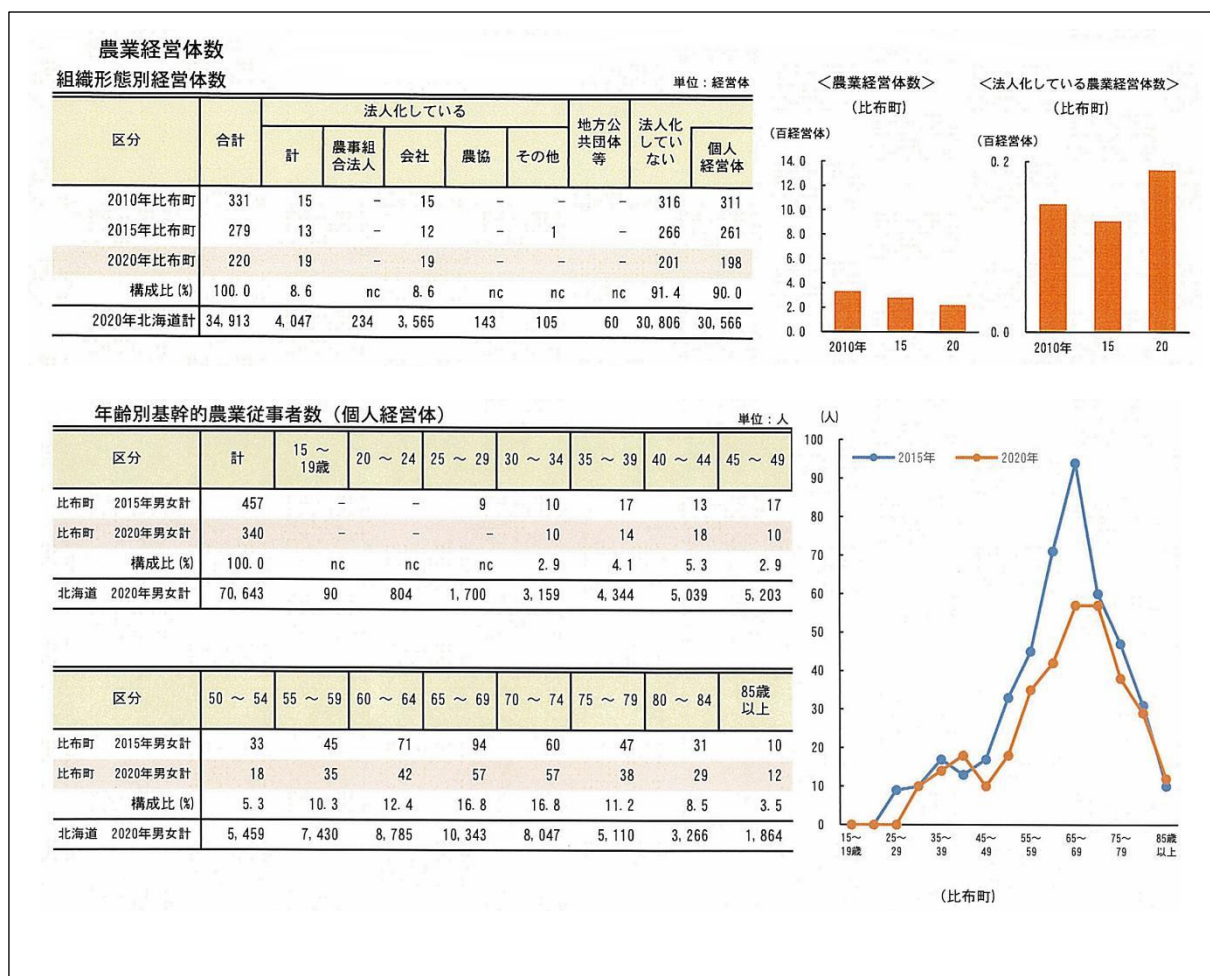 農業経営体数
組織形態別経営体数
単位：経営体
区分 合計 法人化している 地方公共団体等 法人化していない
計 農事組合法人 会社 農協 その他 個人経営体
2010年比布町 331 15 － 15 － － － 316 311
2015年比布町 279 13 － 12 － 1 － 266 261
2020年比布町 220 19 － 19 － － － 201 198
構成比(%) 100.0 8.6 nc 8.6 nc nc nc 91.4 90.0
2020年北海道計 34,913 4,047 234 3,565 143 105 60 30,806 30,566
＜農業経営体数＞
（比布町）
（百経営体）
14.0
12.0
10.0
8.0
6.0
4.0
2.0
0.0
2010年 15 20
＜法人化している農業経営体数＞
（比布町）
（百経営体）
0.2
0.0
2010年 15 20
年齢別基幹的農業従事者数（個人経営体）
単位：人
区分 計 15～19歳 20～24 25～29 30～34 35～39 40～44 45～49
比布町 2015年男女計 457 － － 9 10 17 13 17
比布町 2020年男女計 340 － － － 10 14 18 10
構成比(%) 100.0 nc nc nc 2.9 4.1 5.3 2.9
北海道 2020年男女計 70,643 90 804 1,700 3,159 4,344 5,039 5,203
区分 50～54 55～59 60～64 65～69 70～74 75～79 80～84 85歳以上
比布町 2015年男女計 33 45 71 94 60 47 31 10
比布町 2020年男女計 18 35 42 57 57 38 29 12
構成比(%) 5.3 10.3 12.4 16.8 16.8 11.2 8.5 3.5
北海道 2020年男女計 5,459 7,430 8,785 10,343 8,047 5,110 3,266 1,864
（人）
2015年 2020年
100
90
80
70
60
50
40
30
20
10
0
15～ 25～ 35～ 45～ 55～ 65～ 75～ 85歳
19歳 29 39 49 59 69 79 以上
（比布町）